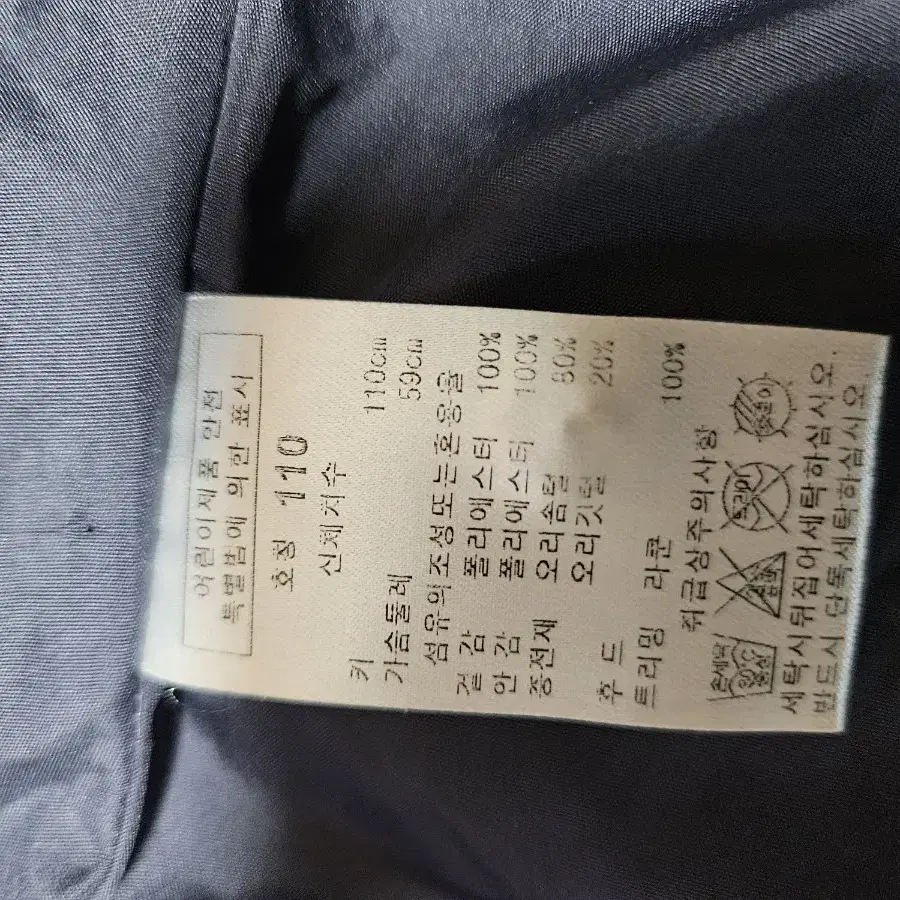 어린이제품 안전
특별법에 의한 표시
호칭 110
신체치수
키 110cm
가슴둘레 59cm
섬유의 조성또는혼용율
겉 감 폴리에스터 100%
안 감 폴리에스터 100%
충전재 오리솜털 80%
오리깃털 20%
후 드
트리밍 라쿤 100%
취급상주의사항
손세탁
세탁시뒤집어세탁하십시오.
반드시 단독세탁하십시오